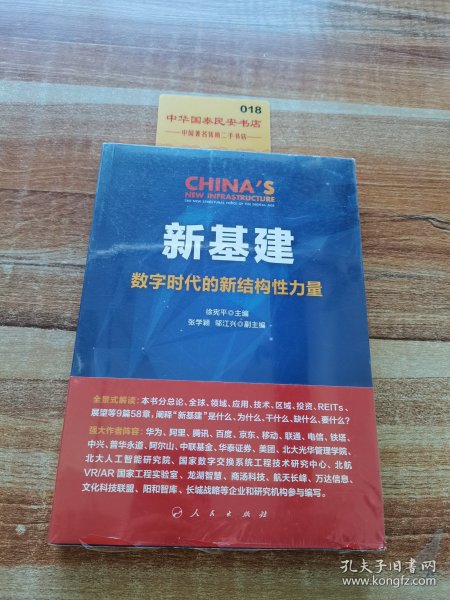 018
中华国泰民安书店
中国著名售前二手书店
CHINA'S
NEW INFRASTRUCTURE
THE NEW STRUCTURAL FORCE OF THE DIGITAL AGE
新基建
数字时代的新结构性力量
徐宪平◎主编
张学颖 邬江兴◎副主编
全景式解读：本书分总论、全球、领域、应用、技术、区域、投资、REITs、
展望等9篇58章，阐释“新基建”是什么、为什么、干什么、缺什么、要什么？
强大作者阵容：华为、阿里、腾讯、百度、京东、移动、联通、电信、铁塔、
中兴、普华永道、阿尔山、中联基金、华泰证券、美团、北大光华管理学院、
北大人工智能研究院、国家数字交换系统工程技术研究中心、北航
VR/AR 国家工程实验室、龙湖智慧、商汤科技、航天长峰、万达信息、
文化科技联盟、阳和智库、长城战略等企业和研究机构参与编写。
人民出版社
孔夫子旧书网
www.kongfz.com